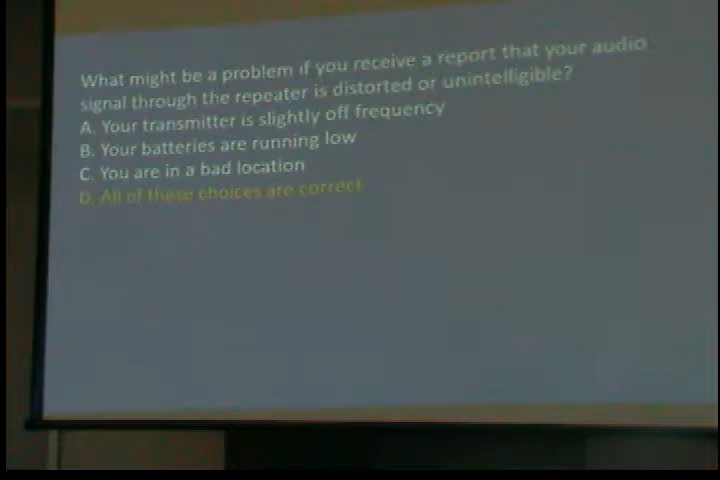 What might be a problem if you receive a report that your audio
signal through the repeater is distorted or unintelligible?
A. Your transmitter is slightly off frequency
B. Your batteries are running low
C. You are in a bad location
D. All of these choices are correct